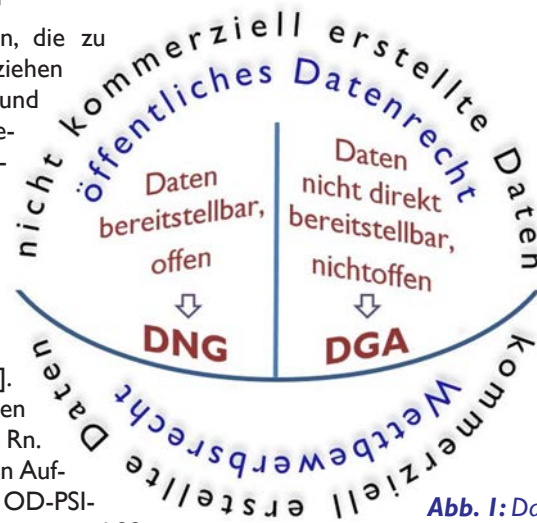 en, die zu
ziehen
und
e-
-
].
en
Rn.
n Auf-
OD-PSI-
nicht kommerziell erstellte Daten
öffentliches Datenrecht
Daten
bereitstellbar,
offen
DNG
Daten
nicht direkt
bereitstellbar,
nichtoffen
DGA
Wettbewerbsrecht
kommerziell erstellte Daten
Abb. 1: Da